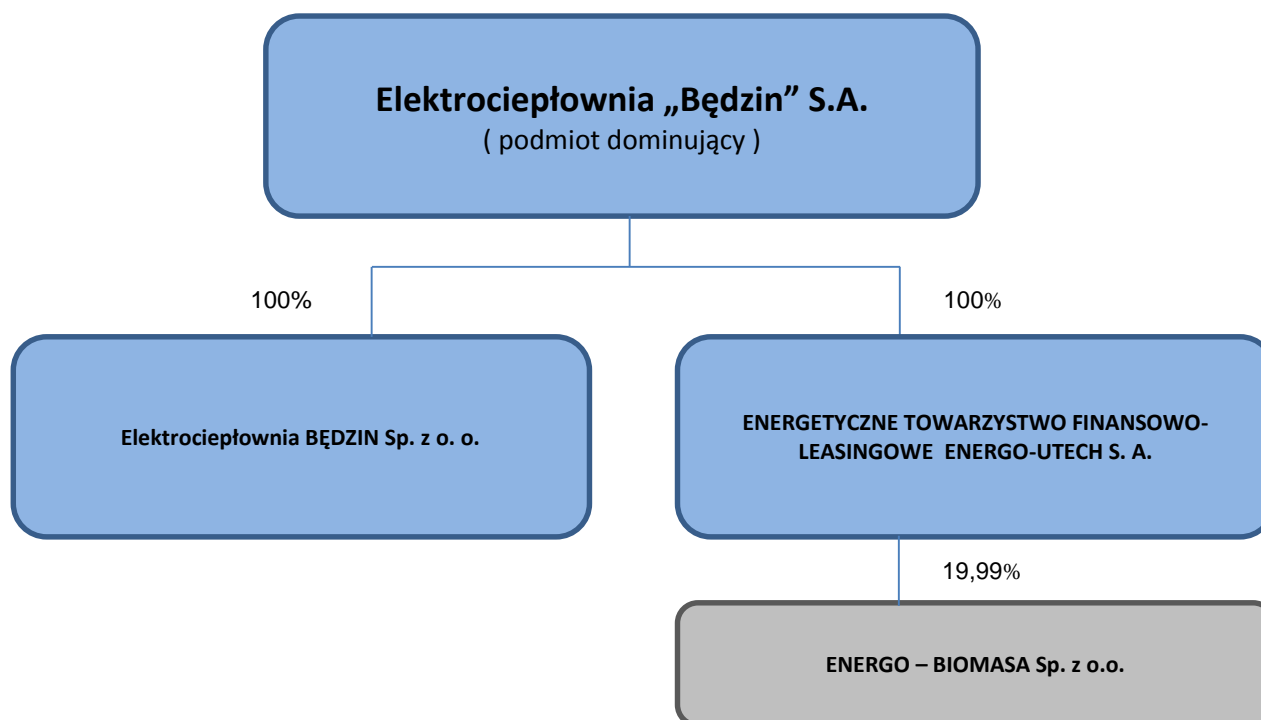 Elektrociepłownia „Będzin” S.A.
( podmiot dominujący )
100%
100%
Elektrociepłownia BĘDZIN Sp. z o. o.
ENERGETYCZNE TOWARZYSTWO FINANSOWO-
LEASINGOWE ENERGO-UTECH S. A.
19,99%
ENERGO – BIOMASA Sp. z o.o.